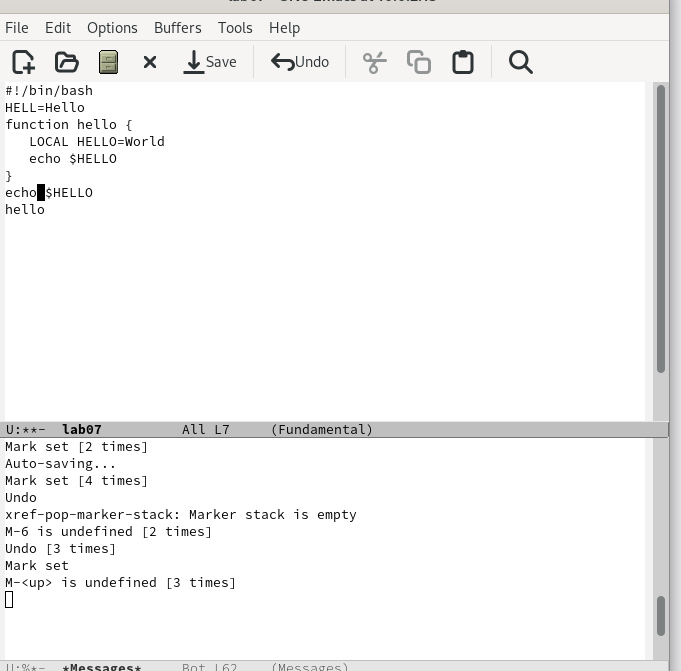 File Edit Options Buffers Tools Help
Save Undo
#!/bin/bash
HELL=Hello
function hello {
   LOCAL HELLO=World
   echo $HELLO
}
echo $HELLO
hello
U:**-  lab07       All L7     (Fundamental)
Mark set [2 times]
Auto-saving...
Mark set [4 times]
Undo
xref-pop-marker-stack: Marker stack is empty
M-6 is undefined [2 times]
Undo [3 times]
Mark set
M-<up> is undefined [3 times]
U:%*-  *Messages*     Bot L62    (Messages)